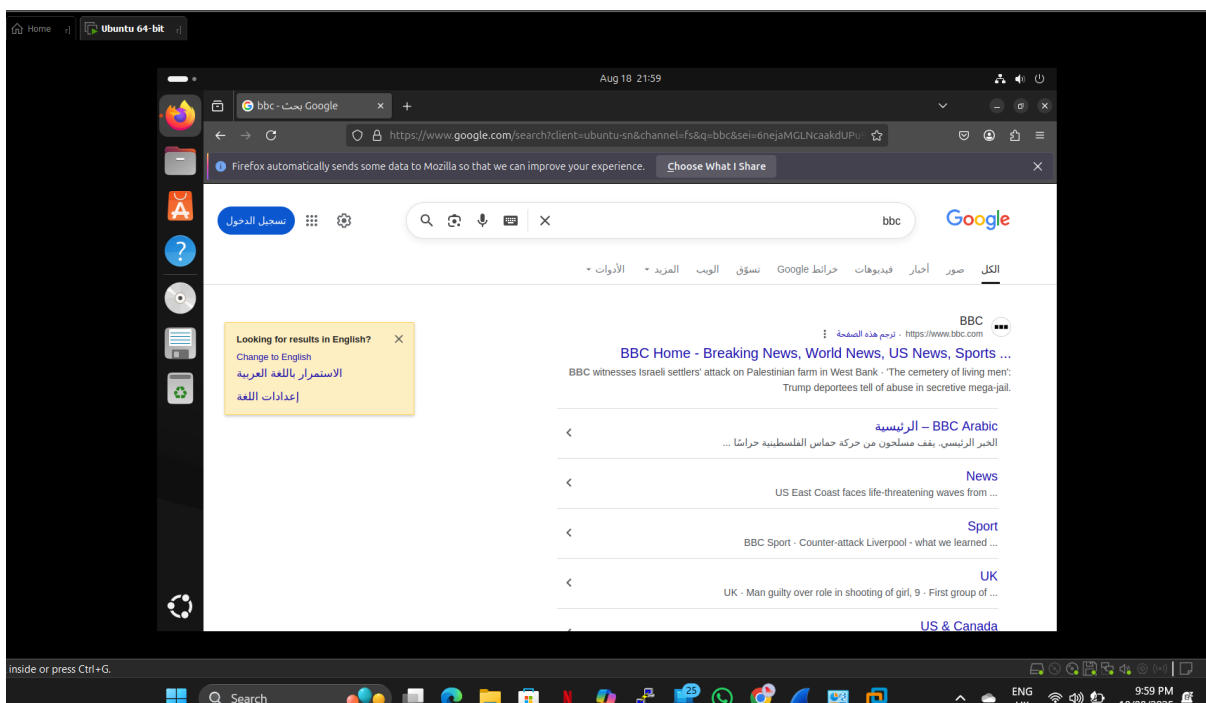 Home
Ubuntu 64-bit
Aug 18 21:59
bbc - بحث Google
Firefox automatically sends some data to Mozilla so that we can improve your experience. Choose What I Share
https://www.google.com/search?client=ubuntu-sn&channel=fs&q=bbc&sei=6nejaMGLNcaakdUPu
تسجيل الدخول
bbc
Google
الكل صور أخبار فيديوهات خرائط Google تسوّق الويب المزيد الأدوات
Looking for results in English?
Change to English
الاستمرار باللغة العربية
إعدادات اللغة
BBC
https://www.bbc.com · ترجم هذه الصفحة
BBC Home - Breaking News, World News, US News, Sports ...
BBC witnesses Israeli settlers' attack on Palestinian farm in West Bank · 'The cemetery of living men':
Trump deportees tell of abuse in secretive mega-jail.
BBC Arabic – الرئيسية
الخبر الرئيسي. يقف مسلحون من حركة حماس الفلسطينية حراسًا ...
News
US East Coast faces life-threatening waves from ...
Sport
BBC Sport · Counter-attack Liverpool - what we learned ...
UK
UK · Man guilty over role in shooting of girl, 9 · First group of ...
US & Canada
inside or press Ctrl+G.
Search
25
ENG
9:59 PM